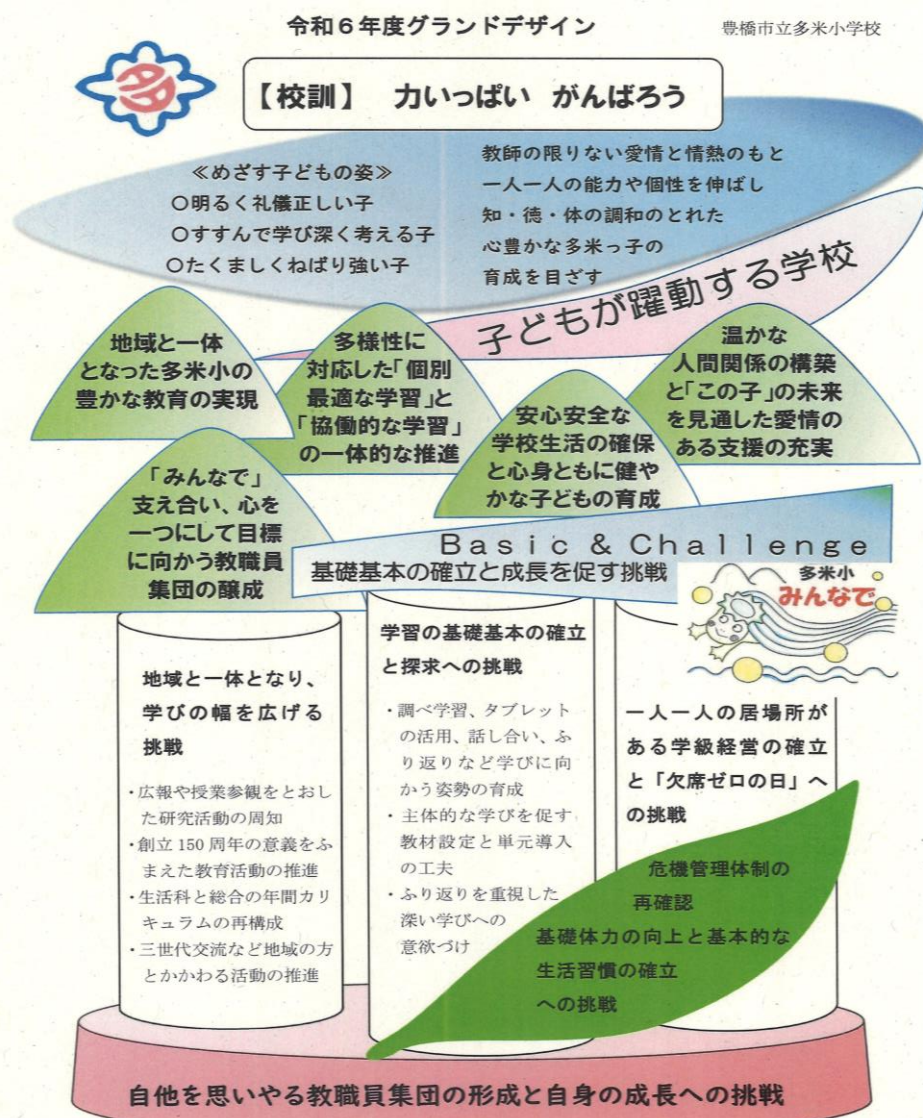 令和6年度グランドデザイン
豊橋市立多米小学校
【校訓】 力いっぱい がんばろう
≪めざす子どもの姿≫
○明るく礼儀正しい子
○すすんで学び深く考える子
○たくましくねばり強い子
教師の限りない愛情と情熱のもと
一人一人の能力や個性を伸ばし
知・徳・体の調和のとれた
心豊かな多米っ子の
育成を目ざす
子どもが躍動する学校
地域と一体
となった多米小の
豊かな教育の実現
多様性に
対応した「個別
最適な学習」と
「協働的な学習」
の一体的な推進
温かな
人間関係の構築
と「この子」の未来
を見通した愛情の
ある支援の充実
安心安全な
学校生活の確保
と心身ともに健や
かな子どもの育成
「みんなで」
支え合い、心を
一つにして目標
に向かう教職員
集団の醸成
Basic & Challenge
基礎基本の確立と成長を促す挑戦
多米小
みんなで
地域と一体となり、
学びの幅を広げる
挑戦
・広報や授業参観をとおし
た研究活動の周知
・創立150周年の意義をふ
まえた教育活動の推進
・生活科と総合の年間カリ
キュラムの再構成
・三世代交流など地域の方
とかかわる活動の推進
学習の基礎基本の確立
と探求への挑戦
・調べ学習、タブレット
の活用、話し合い、ふ
り返りなど学びに向
かう姿勢の育成
・主体的な学びを促す
教材設定と単元導入
の工夫
・ふり返りを重視した
深い学びへの
意欲づけ
一人一人の居場所が
ある学級経営の確立
と「欠席ゼロの日」へ
の挑戦
危機管理体制の
再確認
基礎体力の向上と基本的な
生活習慣の確立
への挑戦
自他を思いやる教職員集団の形成と自身の成長への挑戦